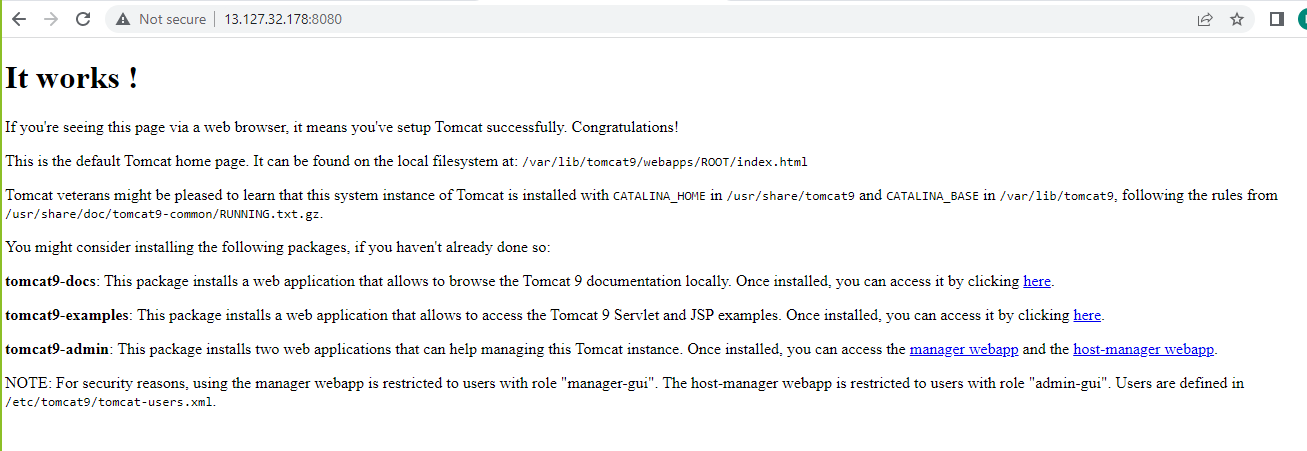 Not secure | 13.127.32.178:8080
It works !
If you're seeing this page via a web browser, it means you've setup Tomcat successfully. Congratulations!
This is the default Tomcat home page. It can be found on the local filesystem at: /var/lib/tomcat9/webapps/ROOT/index.html
Tomcat veterans might be pleased to learn that this system instance of Tomcat is installed with CATALINA_HOME in /usr/share/tomcat9 and CATALINA_BASE in /var/lib/tomcat9, following the rules from
/usr/share/doc/tomcat9-common/RUNNING.txt.gz.
You might consider installing the following packages, if you haven't already done so:
tomcat9-docs: This package installs a web application that allows to browse the Tomcat 9 documentation locally. Once installed, you can access it by clicking here.
tomcat9-examples: This package installs a web application that allows to access the Tomcat 9 Servlet and JSP examples. Once installed, you can access it by clicking here.
tomcat9-admin: This package installs two web applications that can help managing this Tomcat instance. Once installed, you can access the manager webapp and the host-manager webapp.
NOTE: For security reasons, using the manager webapp is restricted to users with role "manager-gui". The host-manager webapp is restricted to users with role "admin-gui". Users are defined in
/etc/tomcat9/tomcat-users.xml.